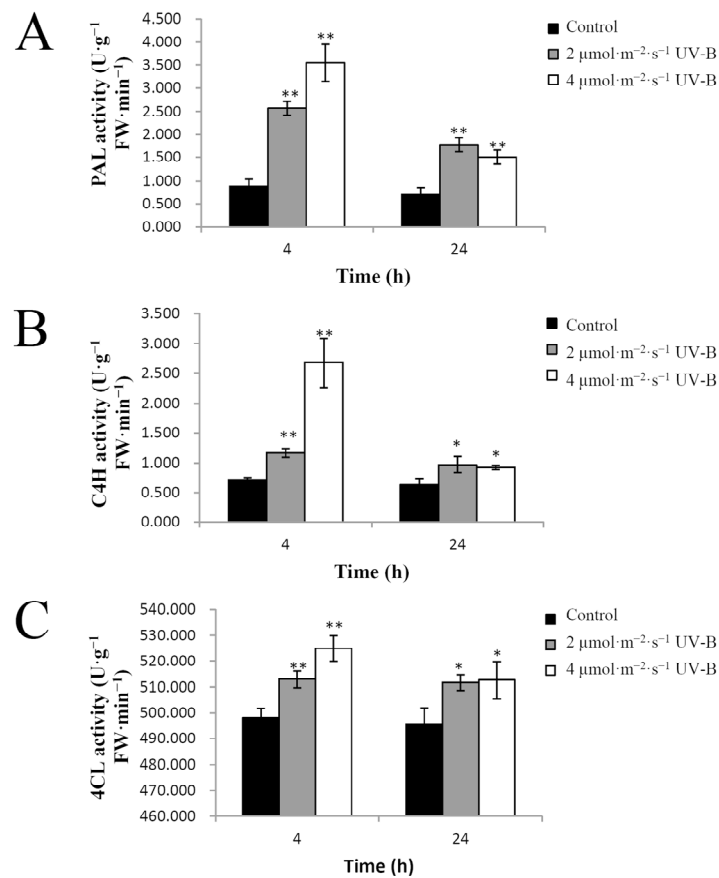 A
PAL activity (U·g⁻¹
FW·min⁻¹)
4.500
4.000
3.500
3.000
2.500
2.000
1.500
1.000
0.500
0.000
**
**
**
**
4
24
Time (h)
Control
2 μmol·m⁻²·s⁻¹ UV-B
4 μmol·m⁻²·s⁻¹ UV-B
B
C4H activity (U·g⁻¹
FW·min⁻¹)
3.500
3.000
2.500
2.000
1.500
1.000
0.500
0.000
**
**
*
*
4
24
Time (h)
Control
2 μmol·m⁻²·s⁻¹ UV-B
4 μmol·m⁻²·s⁻¹ UV-B
C
4CL activity (U·g⁻¹
FW·min⁻¹)
540.000
530.000
520.000
510.000
500.000
490.000
480.000
470.000
460.000
**
**
*
*
4
24
Time (h)
Control
2 μmol·m⁻²·s⁻¹ UV-B
4 μmol·m⁻²·s⁻¹ UV-B